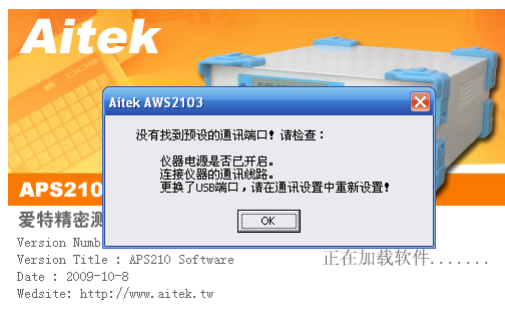 Aitek
Aitek AWS2103
没有找到预设的通讯端口! 请检查：
仪器电源是否已开启。
连接仪器的通讯线路。
更换了USB端口，请在通讯设置中重新设置!
OK
APS210
爱特精密测
Version Numb
Version Title : APS210 Software
正在加载软件.......
Date : 2009-10-8
Wedsite: http://www.aitek.tw